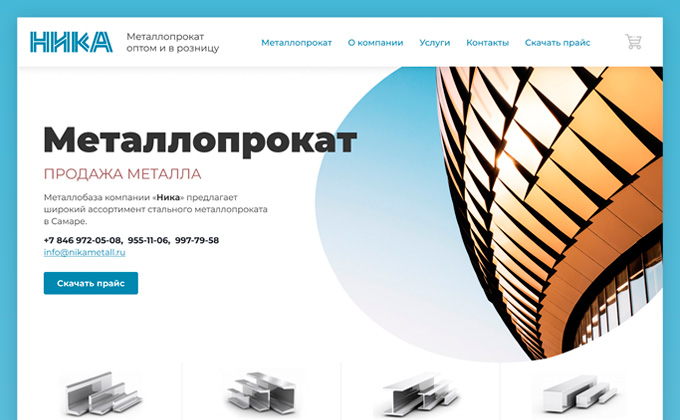 НИКА
Металлопрокат
оптом и в розницу
Металлопрокат О компании Услуги Контакты Скачать прайс
Металлопрокат
ПРОДАЖА МЕТАЛЛА
Металлобаза компании «Ника» предлагает
широкий ассортимент стального металлопроката
в Самаре.
+7 846 972-05-08, 955-11-06, 997-79-58
info@nikametall.ru
Скачать прайс